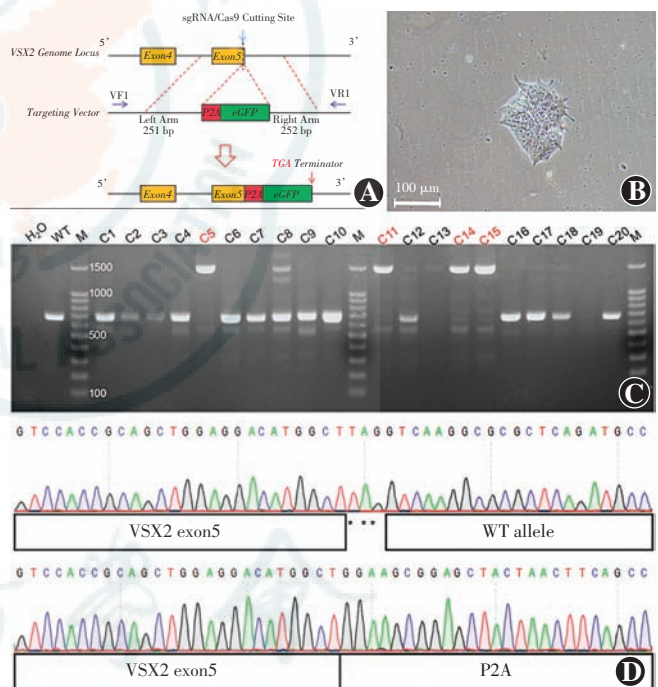 sgRNA/Cas9 Cutting Site
5’ 3’
VSX2 Genome Locus Exon4 Exon5
VF1 VR1
Targeting Vector P2A eGFP
Left Arm Right Arm
251 bp 252 bp
TGA Terminator
5’ 3’
Exon4 Exon5 P2A eGFP
A
100 μm
B
H2O WT M C1 C2 C3 C4 C5 C6 C7 C8 C9 C10 M C11 C12 C13 C14 C15 C16 C17 C18 C19 C20 M
1500
1000
500
100
C
G T C C A C C G C A G C T G G A G G A C A T G G C T T A G G T C A A G G C G C G C T C A G A T G C C
VSX2 exon5 * * * WT allele
G T C C A C C G C A G C T G G A G G A C A T G G C T G G A A G C G G A G C T A C T A A C T T C A G C C
VSX2 exon5 P2A
D
AL ASSOCIATION